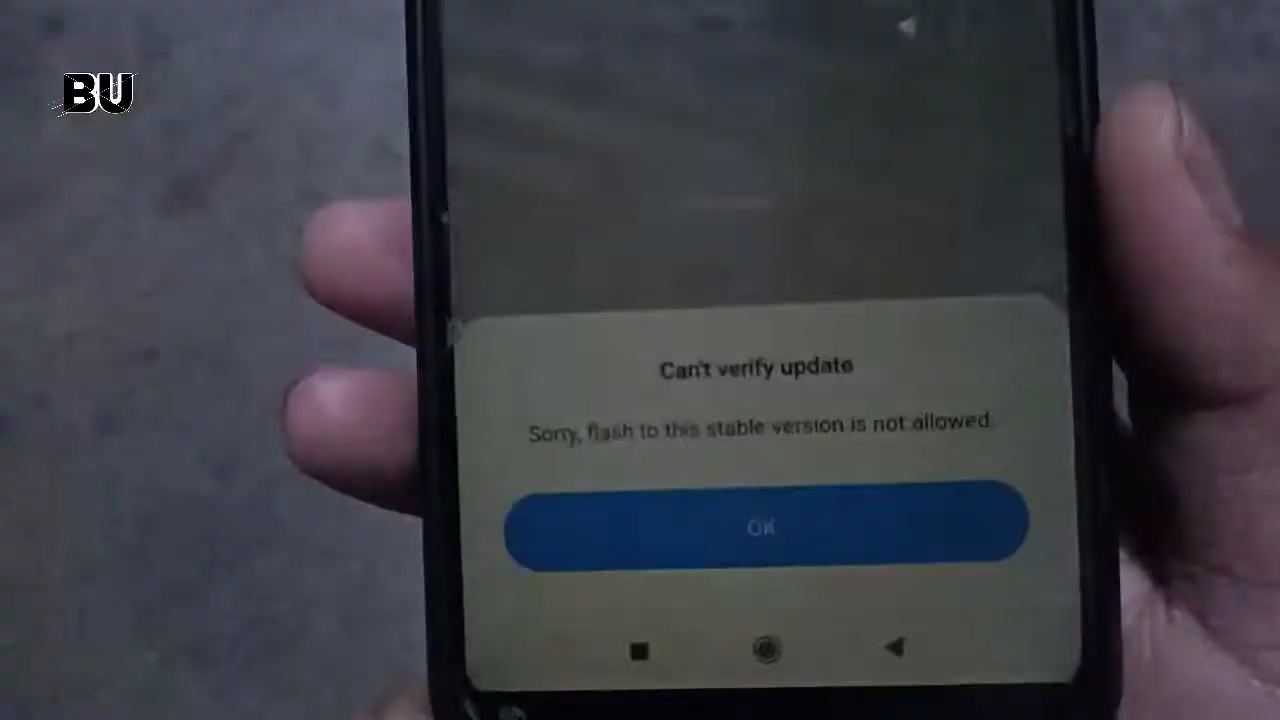 BU
Can't verify update
Sorry, flash to this stable version is not allowed.
OK